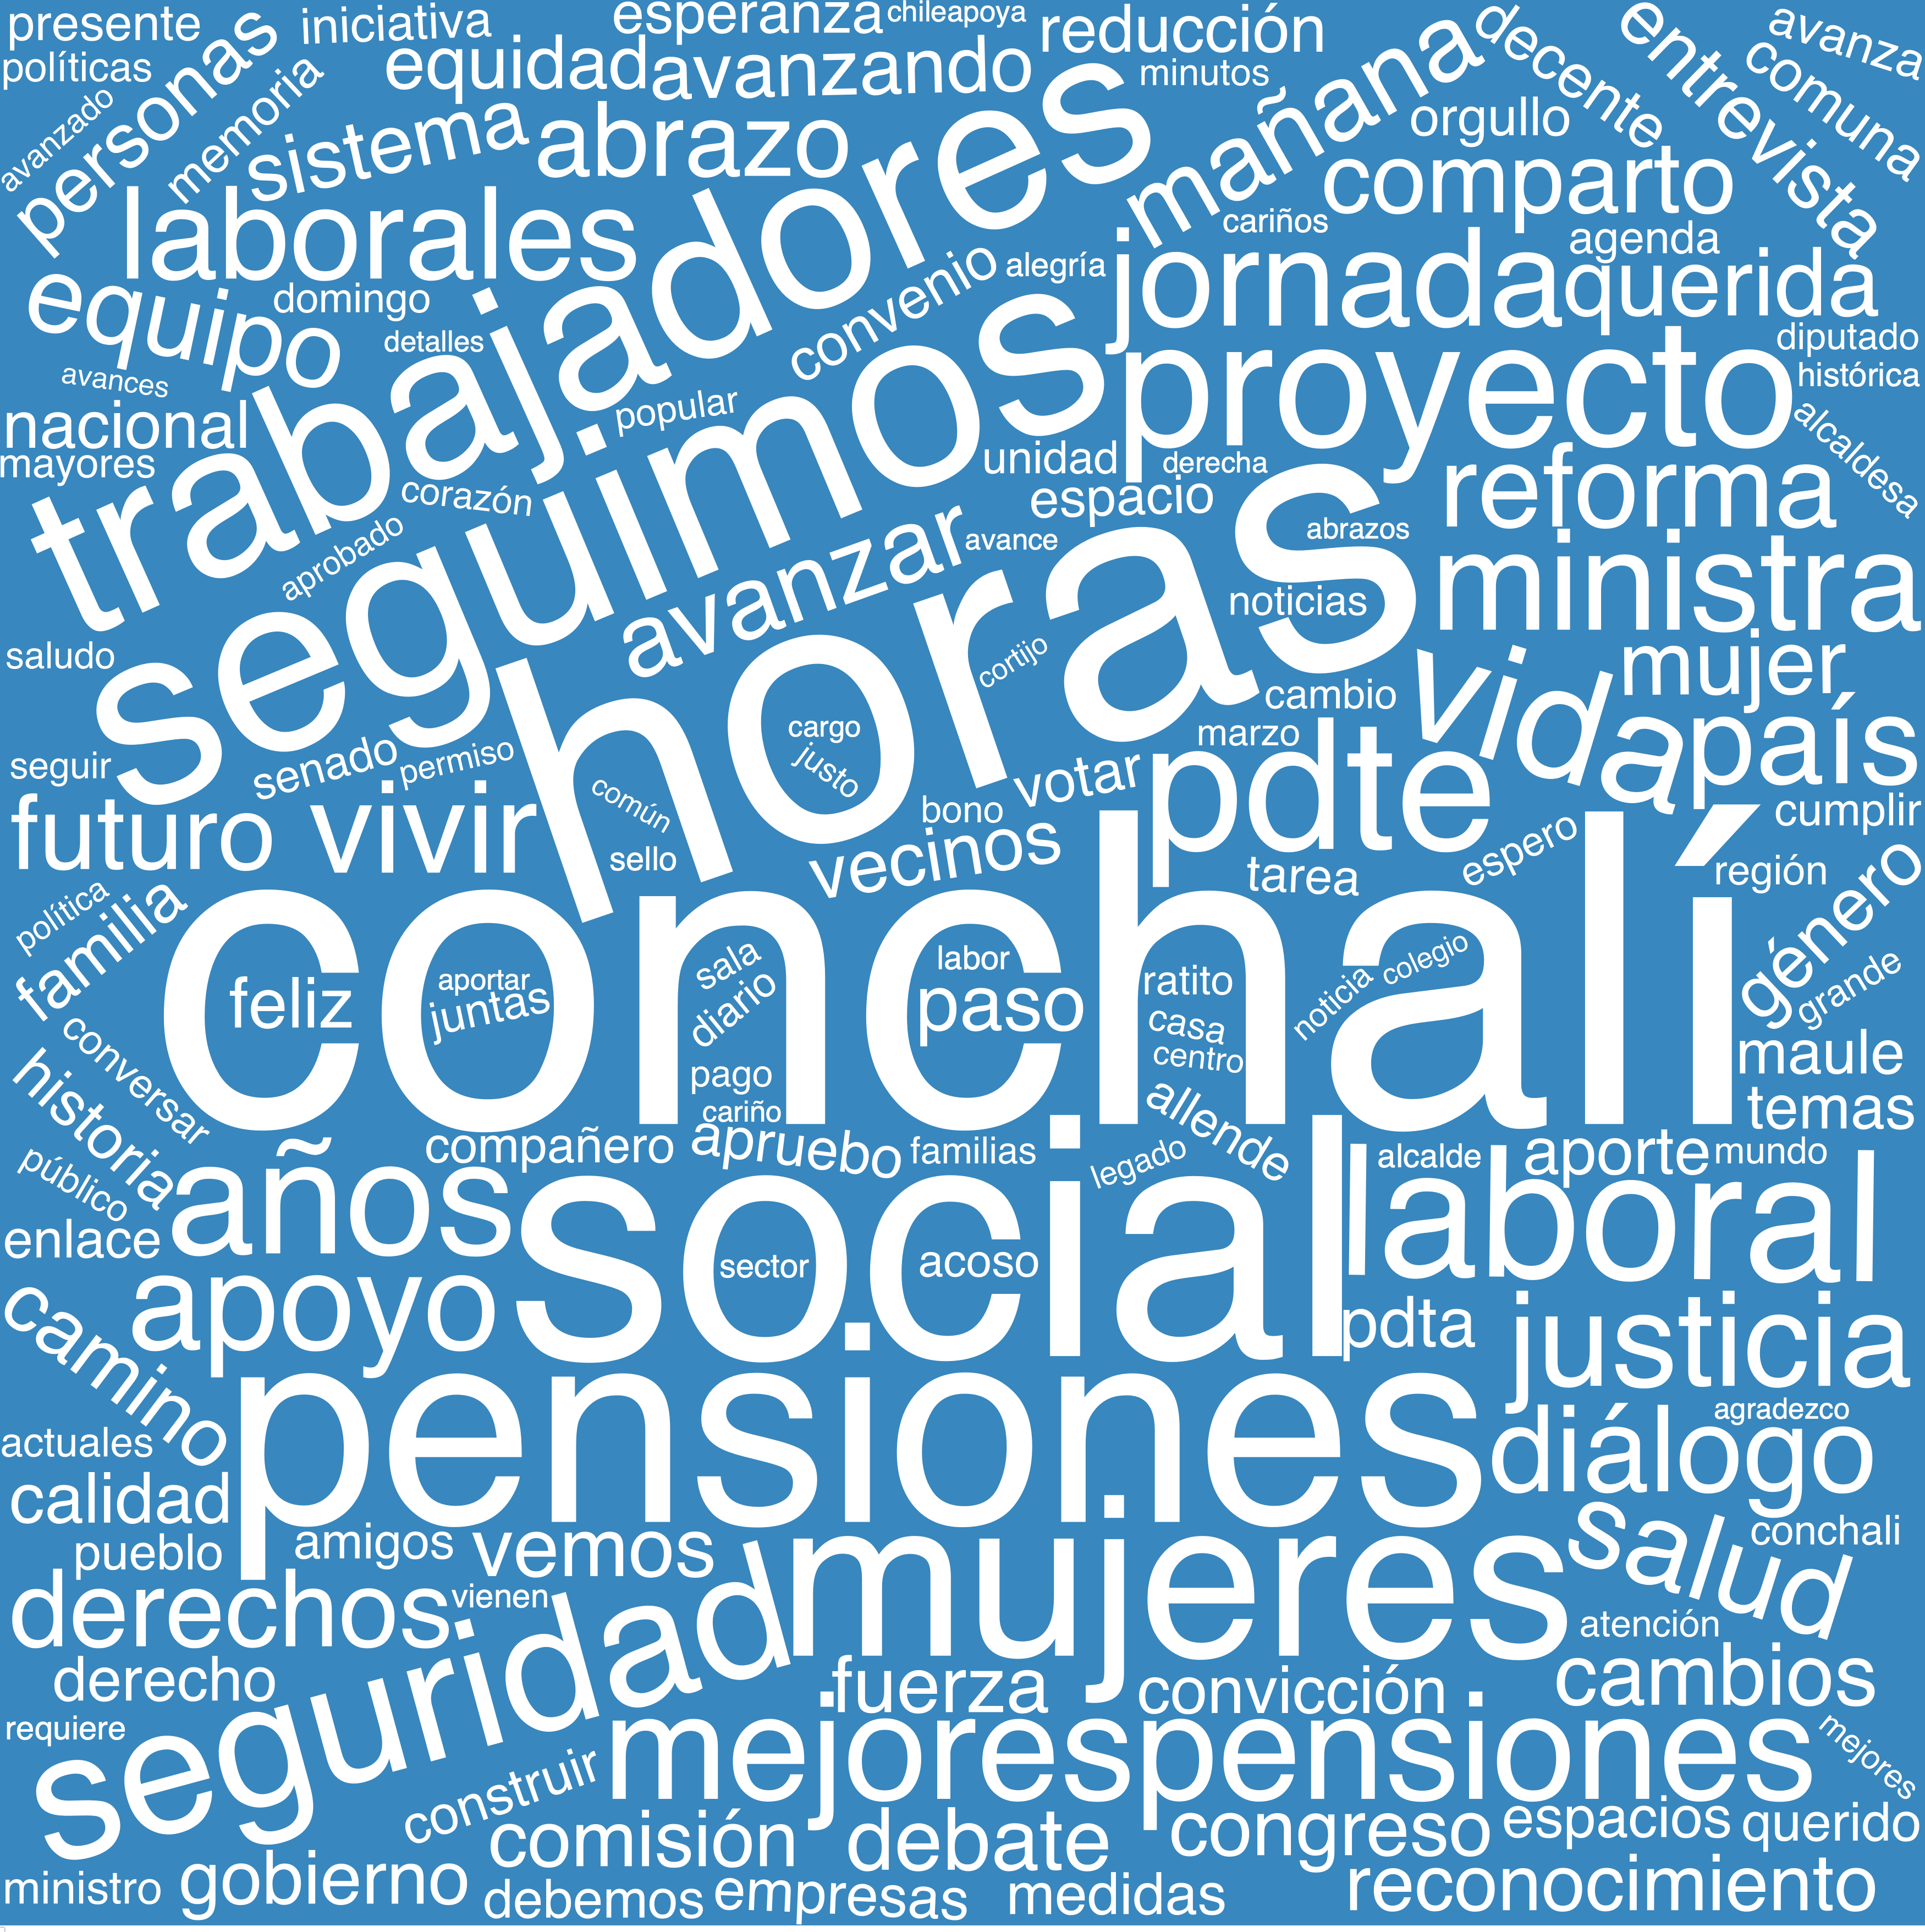 presente
iniciativa
esperanza
chileapoya
reducción
decente
entrevista
avanza
políticas
personas
memoria
equidad
avanzando
minutos
mañana
orgullo
comuna
avanzado
sistema
abrazo
comparto
laborales
trabajadores
cariños
agenda
equipo
domingo
convenio
alegría
jornada
querida
detalles
diputado
avances
popular
seguimos
proyecto
histórica
nacional
unidad
derecha
alcaldesa
mayores
corazón
espacio
reforma
aprobado
avanzar
avance
abrazos
ministra
saludo
horas
noticias
cortijo
mujer
cambio
vida
país
seguir
senado
permiso
cargo
justo
marzo
votar
pdte
futuro
vivir
común
bono
cumplir
sello
vecinos
tarea
espero
región
política
familia
conchalí
género
feliz
aportar
juntas
sala
diario
labor
paso
ratito
noticia
colegio
grande
conversar
casa
centro
maule
historia
pago
cariño
allende
temas
compañero
apruebo
familias
legado
alcalde
aporte
mundo
público
años
social
laboral
enlace
sector
acoso
apoyo
pdta
justicia
camino
pensiones
agradezco
actuales
diálogo
calidad
salud
conchali
pueblo
amigos
vemos
mujeres
derechos
vienen
atención
derecho
seguridad
fuerza
convicción
cambios
requiere
mejorespensiones
mejores
construir
comisión
debate
congreso
espacios
querido
ministro
gobierno
debemos
empresas
medidas
reconocimiento